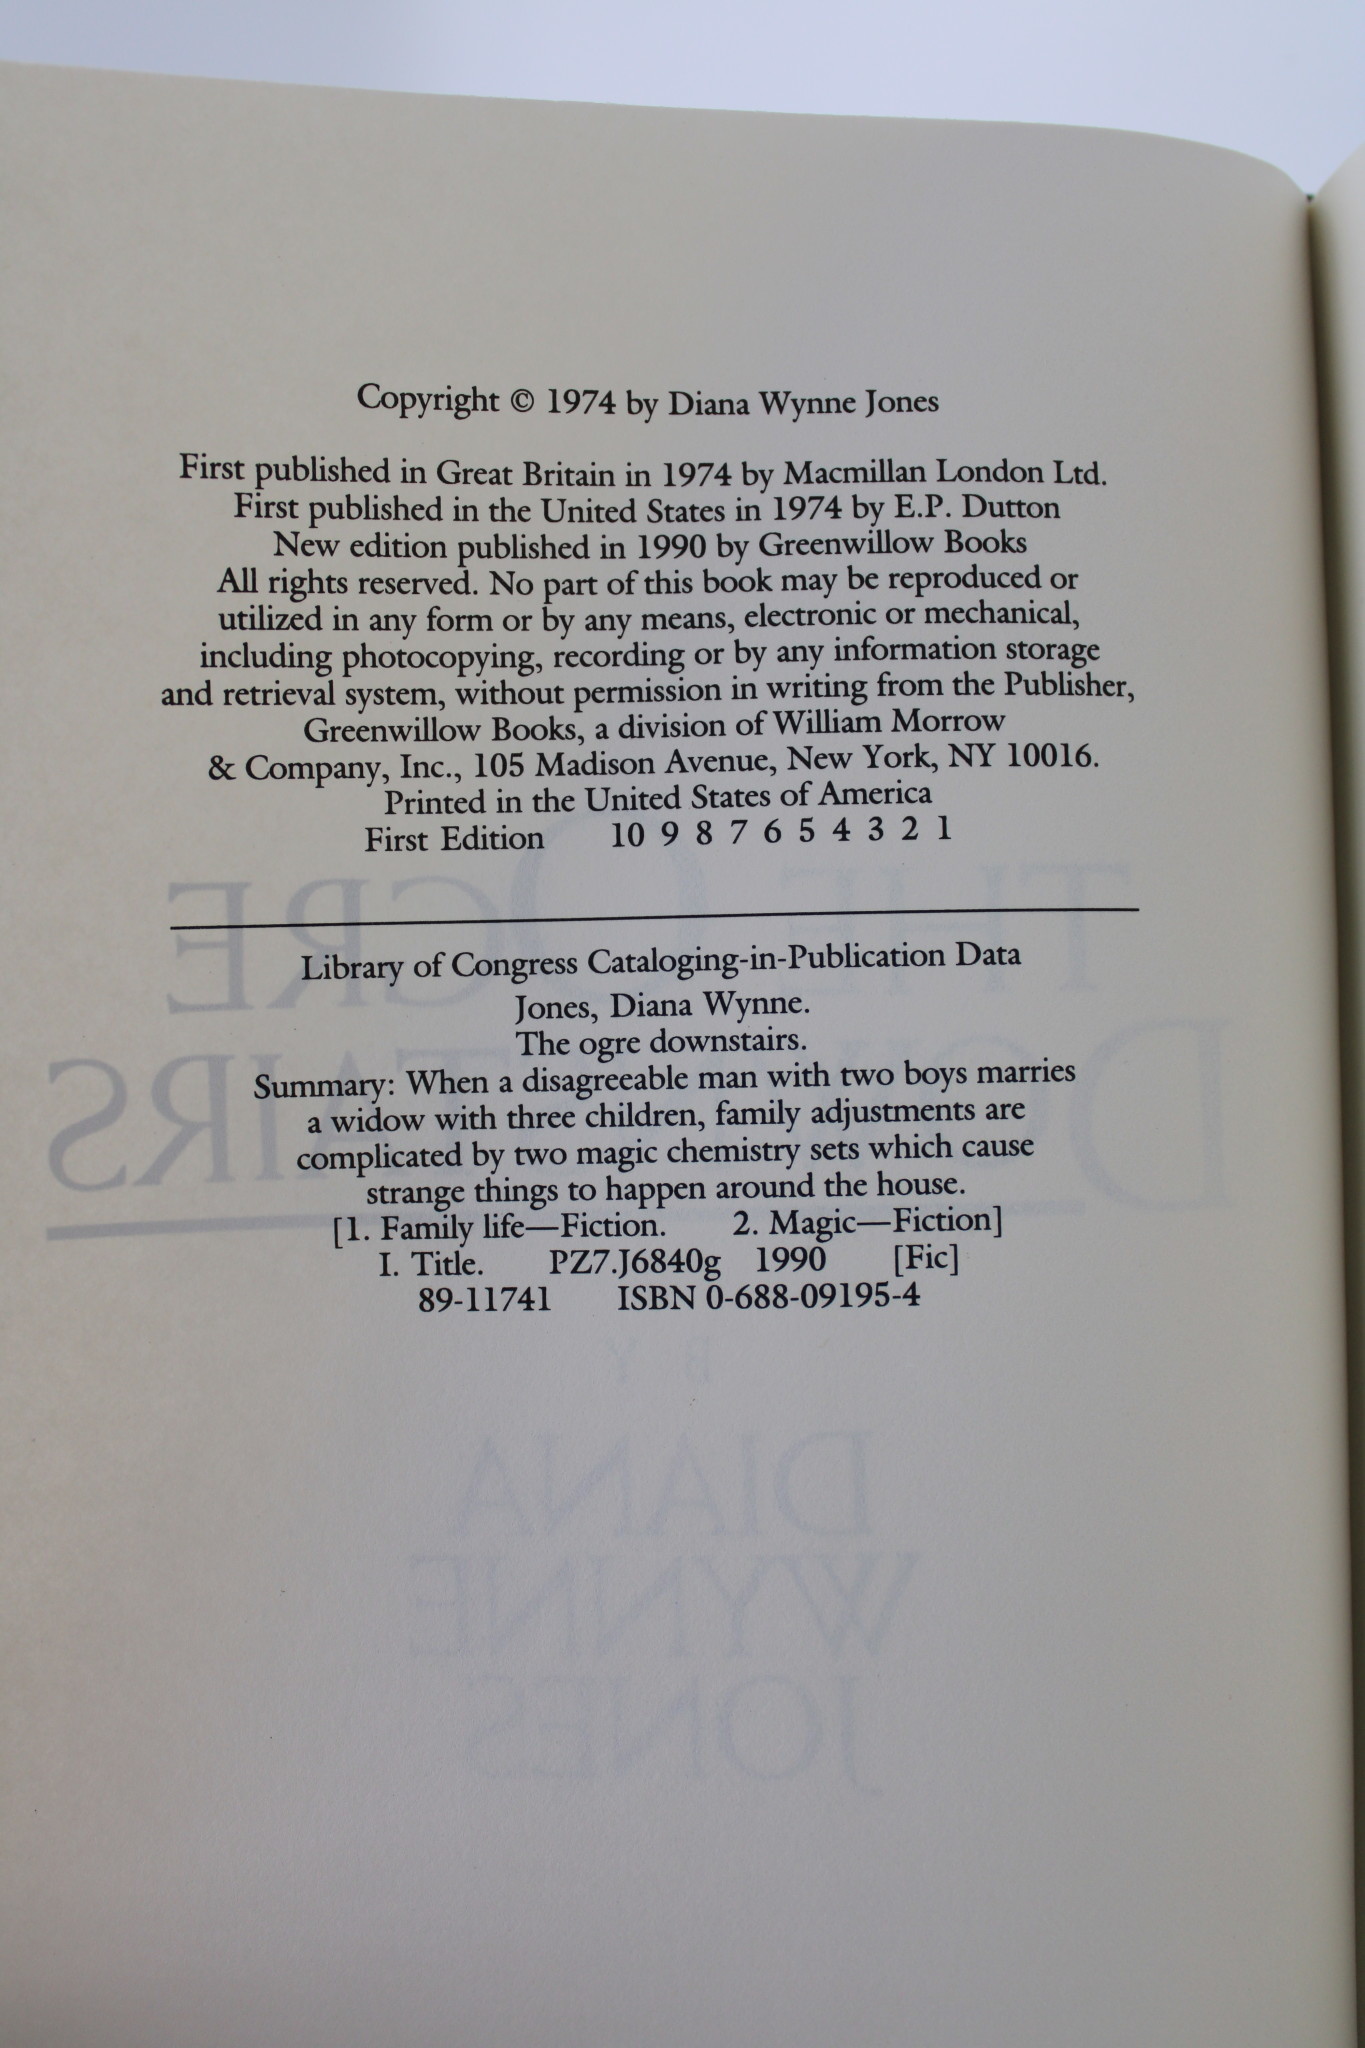 Copyright © 1974 by Diana Wynne Jones
First published in Great Britain in 1974 by Macmillan London Ltd.
First published in the United States in 1974 by E.P. Dutton
New edition published in 1990 by Greenwillow Books
All rights reserved. No part of this book may be reproduced or
utilized in any form or by any means, electronic or mechanical,
including photocopying, recording or by any information storage
and retrieval system, without permission in writing from the Publisher,
Greenwillow Books, a division of William Morrow
& Company, Inc., 105 Madison Avenue, New York, NY 10016.
Printed in the United States of America
First Edition 10 9 8 7 6 5 4 3 2 1
Library of Congress Cataloging-in-Publication Data
Jones, Diana Wynne.
The ogre downstairs.
Summary: When a disagreeable man with two boys marries
a widow with three children, family adjustments are
complicated by two magic chemistry sets which cause
strange things to happen around the house.
[1. Family life—Fiction. 2. Magic—Fiction]
I. Title. PZ7.J6840g 1990 [Fic]
89-11741 ISBN 0-688-09195-4
THE OGRE
DOWNSTAIRS
BY
DIANA
WYNNE
JONES